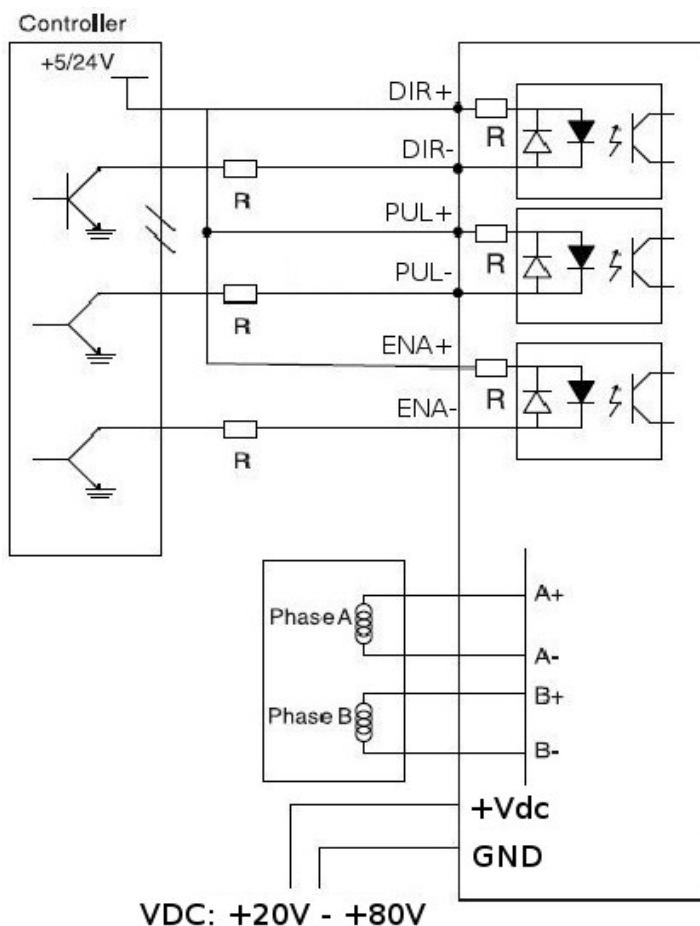 Controller
+5/24V
DIR+
R
DIR-
R
PUL+
R
PUL-
R
ENA+
R
ENA-
R
A+
Phase A
A-
B+
Phase B
B-
+Vdc
GND
VDC: +20V - +80V